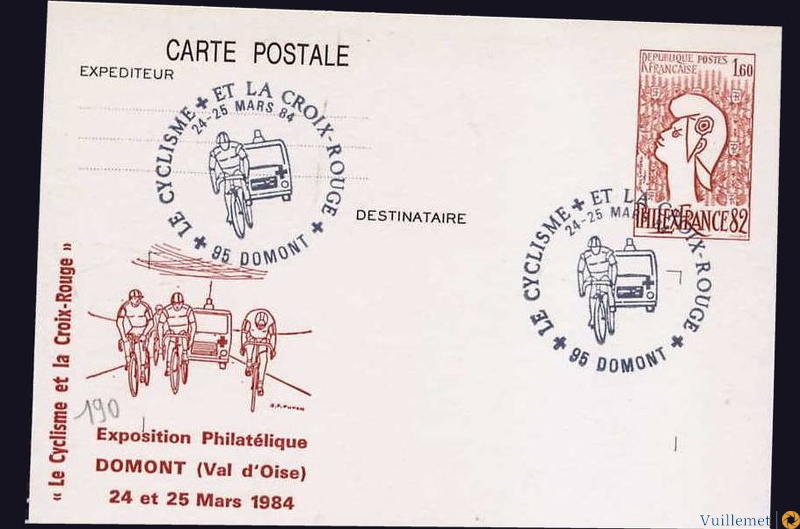 CARTE POSTALE
EXPEDITEUR
REPUBLIQUE POSTES 1,60
FRANCAISE
PHILEXFRANCE 82
LE CYCLISME + ET LA CROIX-ROUGE +
24-25 MARS 84
95 DOMONT +
DESTINATAIRE
LE CYCLISME + ET LA CROIX-ROUGE +
24-25 MARS
95 DOMONT +
« Le Cyclisme et la Croix-Rouge »
190
Exposition Philatélique
DOMONT (Val d'Oise)
24 et 25 Mars 1984
Vuillemet